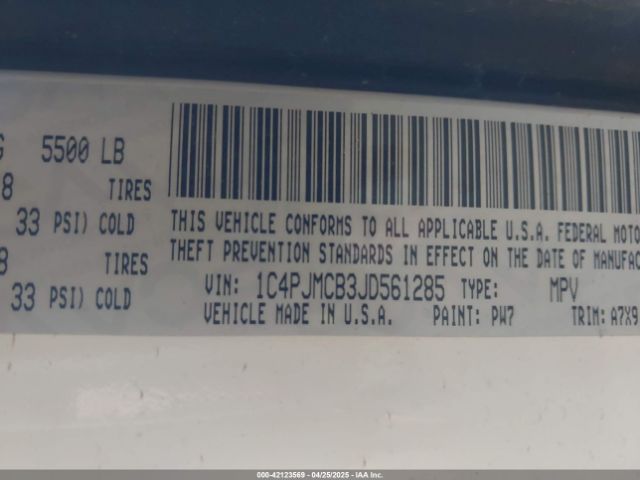 G 5500 LB
8 TIRES
33 PSI) COLD
8 TIRES
33 PSI) COLD
THIS VEHICLE CONFORMS TO ALL APPLICABLE U.S.A. FEDERAL MOTO
THEFT PREVENTION STANDARDS IN EFFECT ON THE DATE OF MANUFAC
VIN: 1C4PJMCB3JD561285 TYPE: MPV
VEHICLE MADE IN U.S.A. PAINT: PW7 TRIM: A7X9
000-42123569 - 04/25/2025 - IAA Inc.